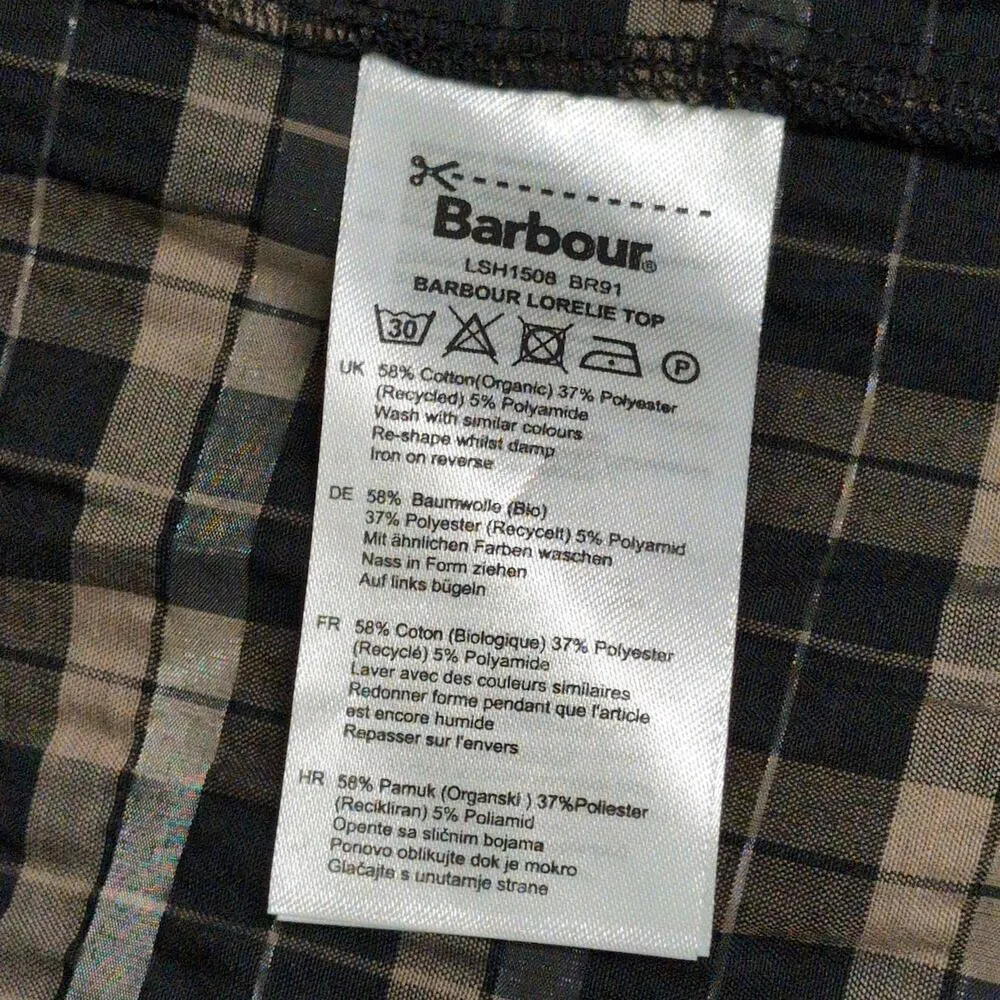 Barbour®
LSH1508 BR91
BARBOUR LORELIE TOP
30 P
UK 58% Cotton(Organic) 37% Polyester
(Recycled) 5% Polyamide
Wash with similar colours
Re-shape whilst damp
Iron on reverse
DE 58% Baumwolle (Bio)
37% Polyester (Recycelt) 5% Polyamid
Mit ähnlichen Farben waschen
Nass in Form ziehen
Auf links bügeln
FR 58% Coton (Biologique) 37% Polyester
(Recyclé) 5% Polyamide
Laver avec des couleurs similaires
Redonner forme pendant que l'article
est encore humide
Repasser sur l'envers
HR 58% Pamuk (Organski ) 37%Poliester
(Recikliran) 5% Poliamid
Operite sa sličnim bojama
Ponovo oblikujte dok je mokro
Glačajte s unutarnje strane